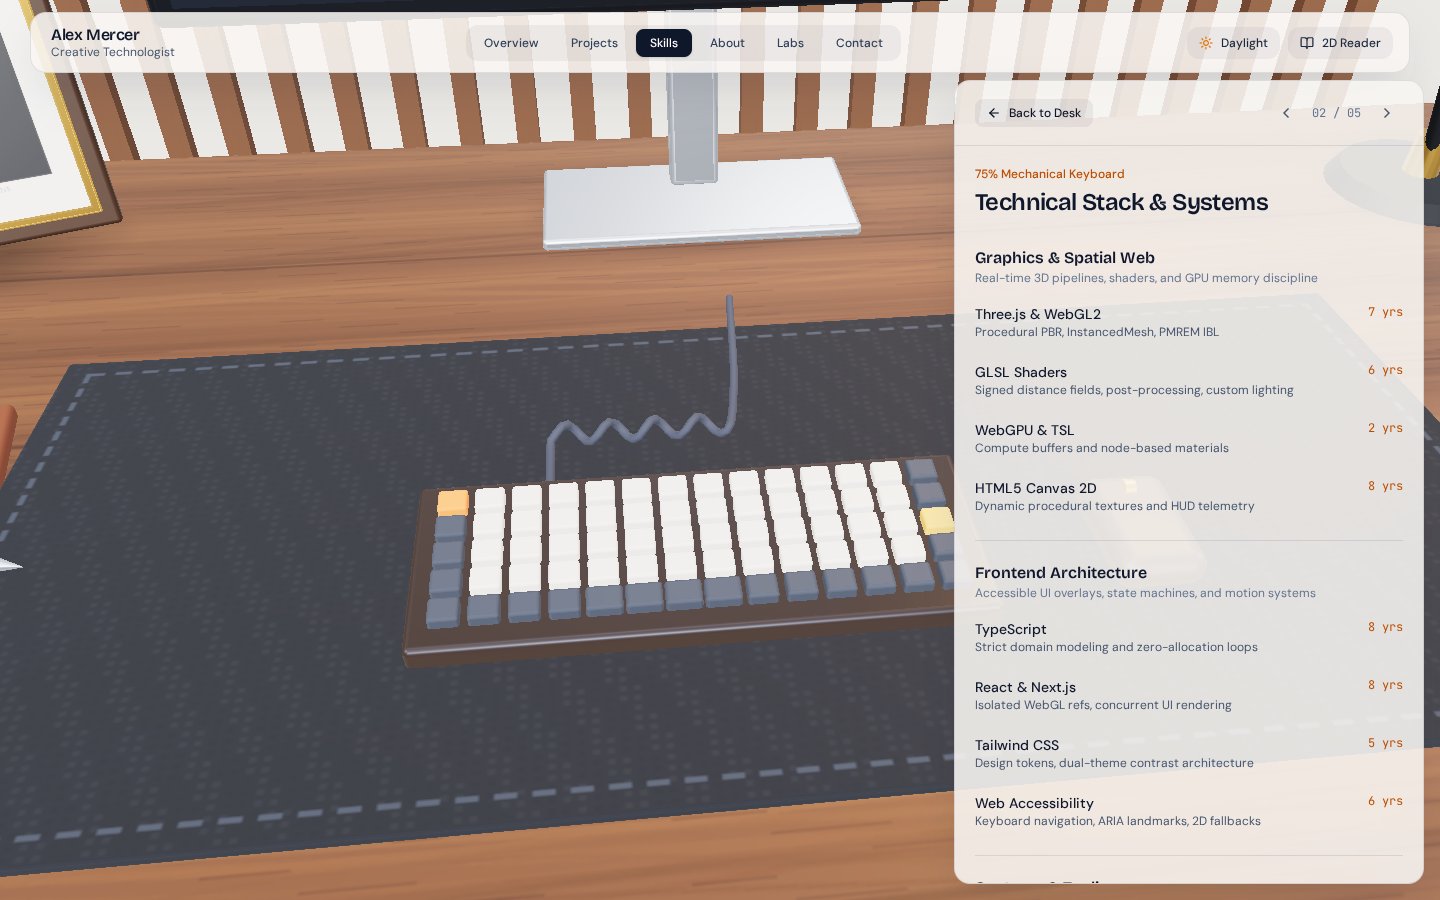 Alex Mercer
Creative Technologist
Overview
Projects
Skills
About
Labs
Contact
Daylight
2D Reader
Back to Desk
02 / 05
75% Mechanical Keyboard
Technical Stack & Systems
Graphics & Spatial Web
Real-time 3D pipelines, shaders, and GPU memory discipline
Three.js & WebGL2
7 yrs
Procedural PBR, InstancedMesh, PMREM IBL
GLSL Shaders
6 yrs
Signed distance fields, post-processing, custom lighting
WebGPU & TSL
2 yrs
Compute buffers and node-based materials
HTML5 Canvas 2D
8 yrs
Dynamic procedural textures and HUD telemetry
Frontend Architecture
Accessible UI overlays, state machines, and motion systems
TypeScript
8 yrs
Strict domain modeling and zero-allocation loops
React & Next.js
8 yrs
Isolated WebGL refs, concurrent UI rendering
Tailwind CSS
5 yrs
Design tokens, dual-theme contrast architecture
Web Accessibility
6 yrs
Keyboard navigation, ARIA landmarks, 2D fallbacks